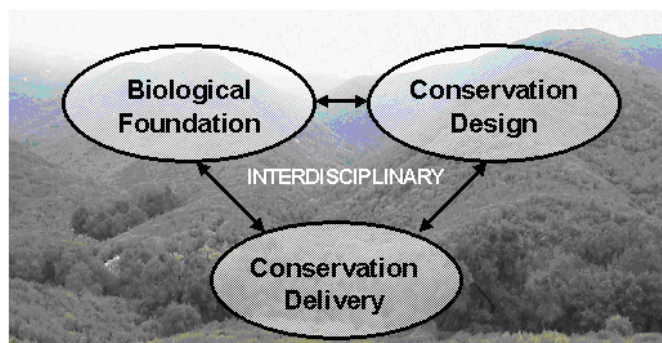 Biological
Foundation
Conservation
Design
INTERDISCIPLINARY
Conservation
Delivery